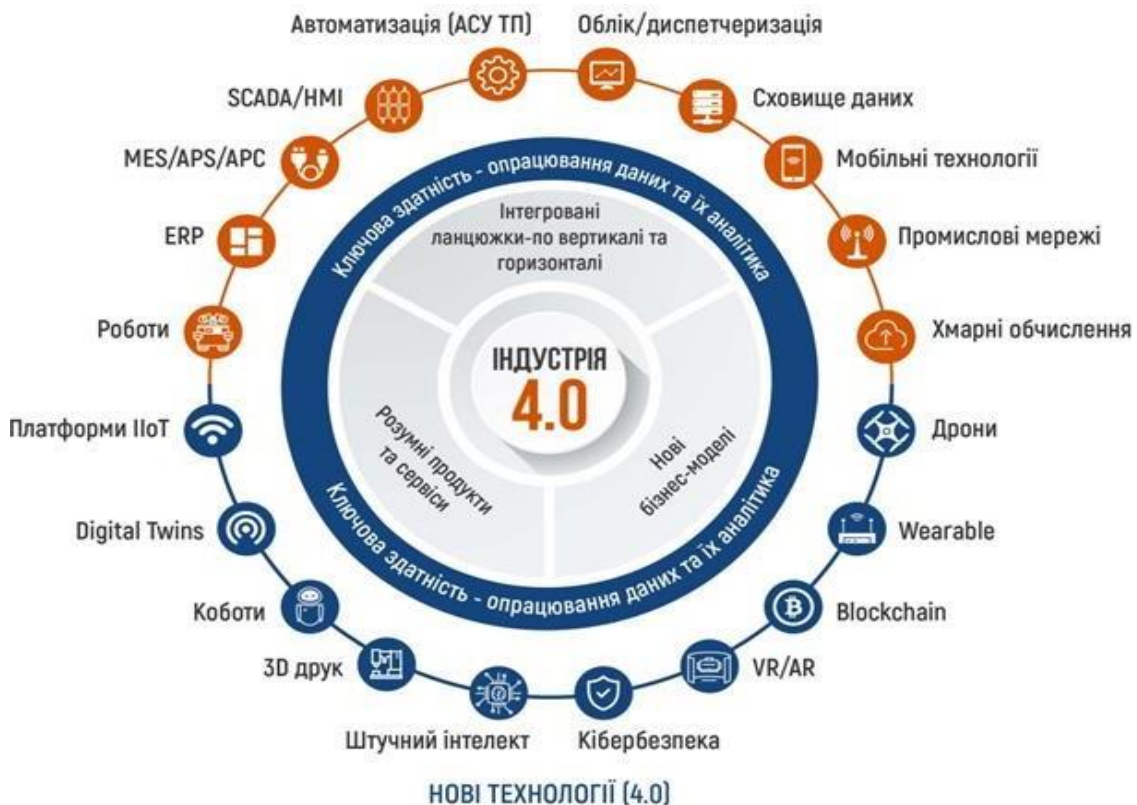 Автоматизація (АСУ ТП)
Облік/диспетчеризація
SCADA/HMI
Сховище даних
MES/APS/APC
Мобільні технології
ERP
Промислові мережі
Роботи
Хмарні обчислення
Ключова здатність - опрацювання даних та їх аналітика
Інтегровані
ланцюжки-по вертикалі та
горизонталі
ІНДУСТРІЯ
4.0
Розумні продукти
та сервіси
Нові
бізнес-моделі
Ключова здатність - опрацювання даних та їх аналітика
Платформи IIoT
Дрони
Digital Twins
Wearable
Коботи
Blockchain
3D друк
VR/AR
Штучний інтелект
Кібербезпека
НОВІ ТЕХНОЛОГІЇ (4.0)